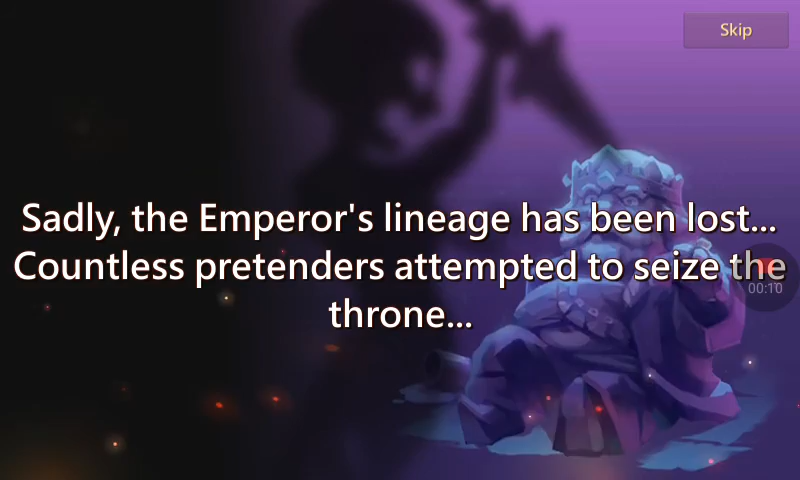 Skip
Sadly, the Emperor's lineage has been lost...
Countless pretenders attempted to seize the
throne...
00:10